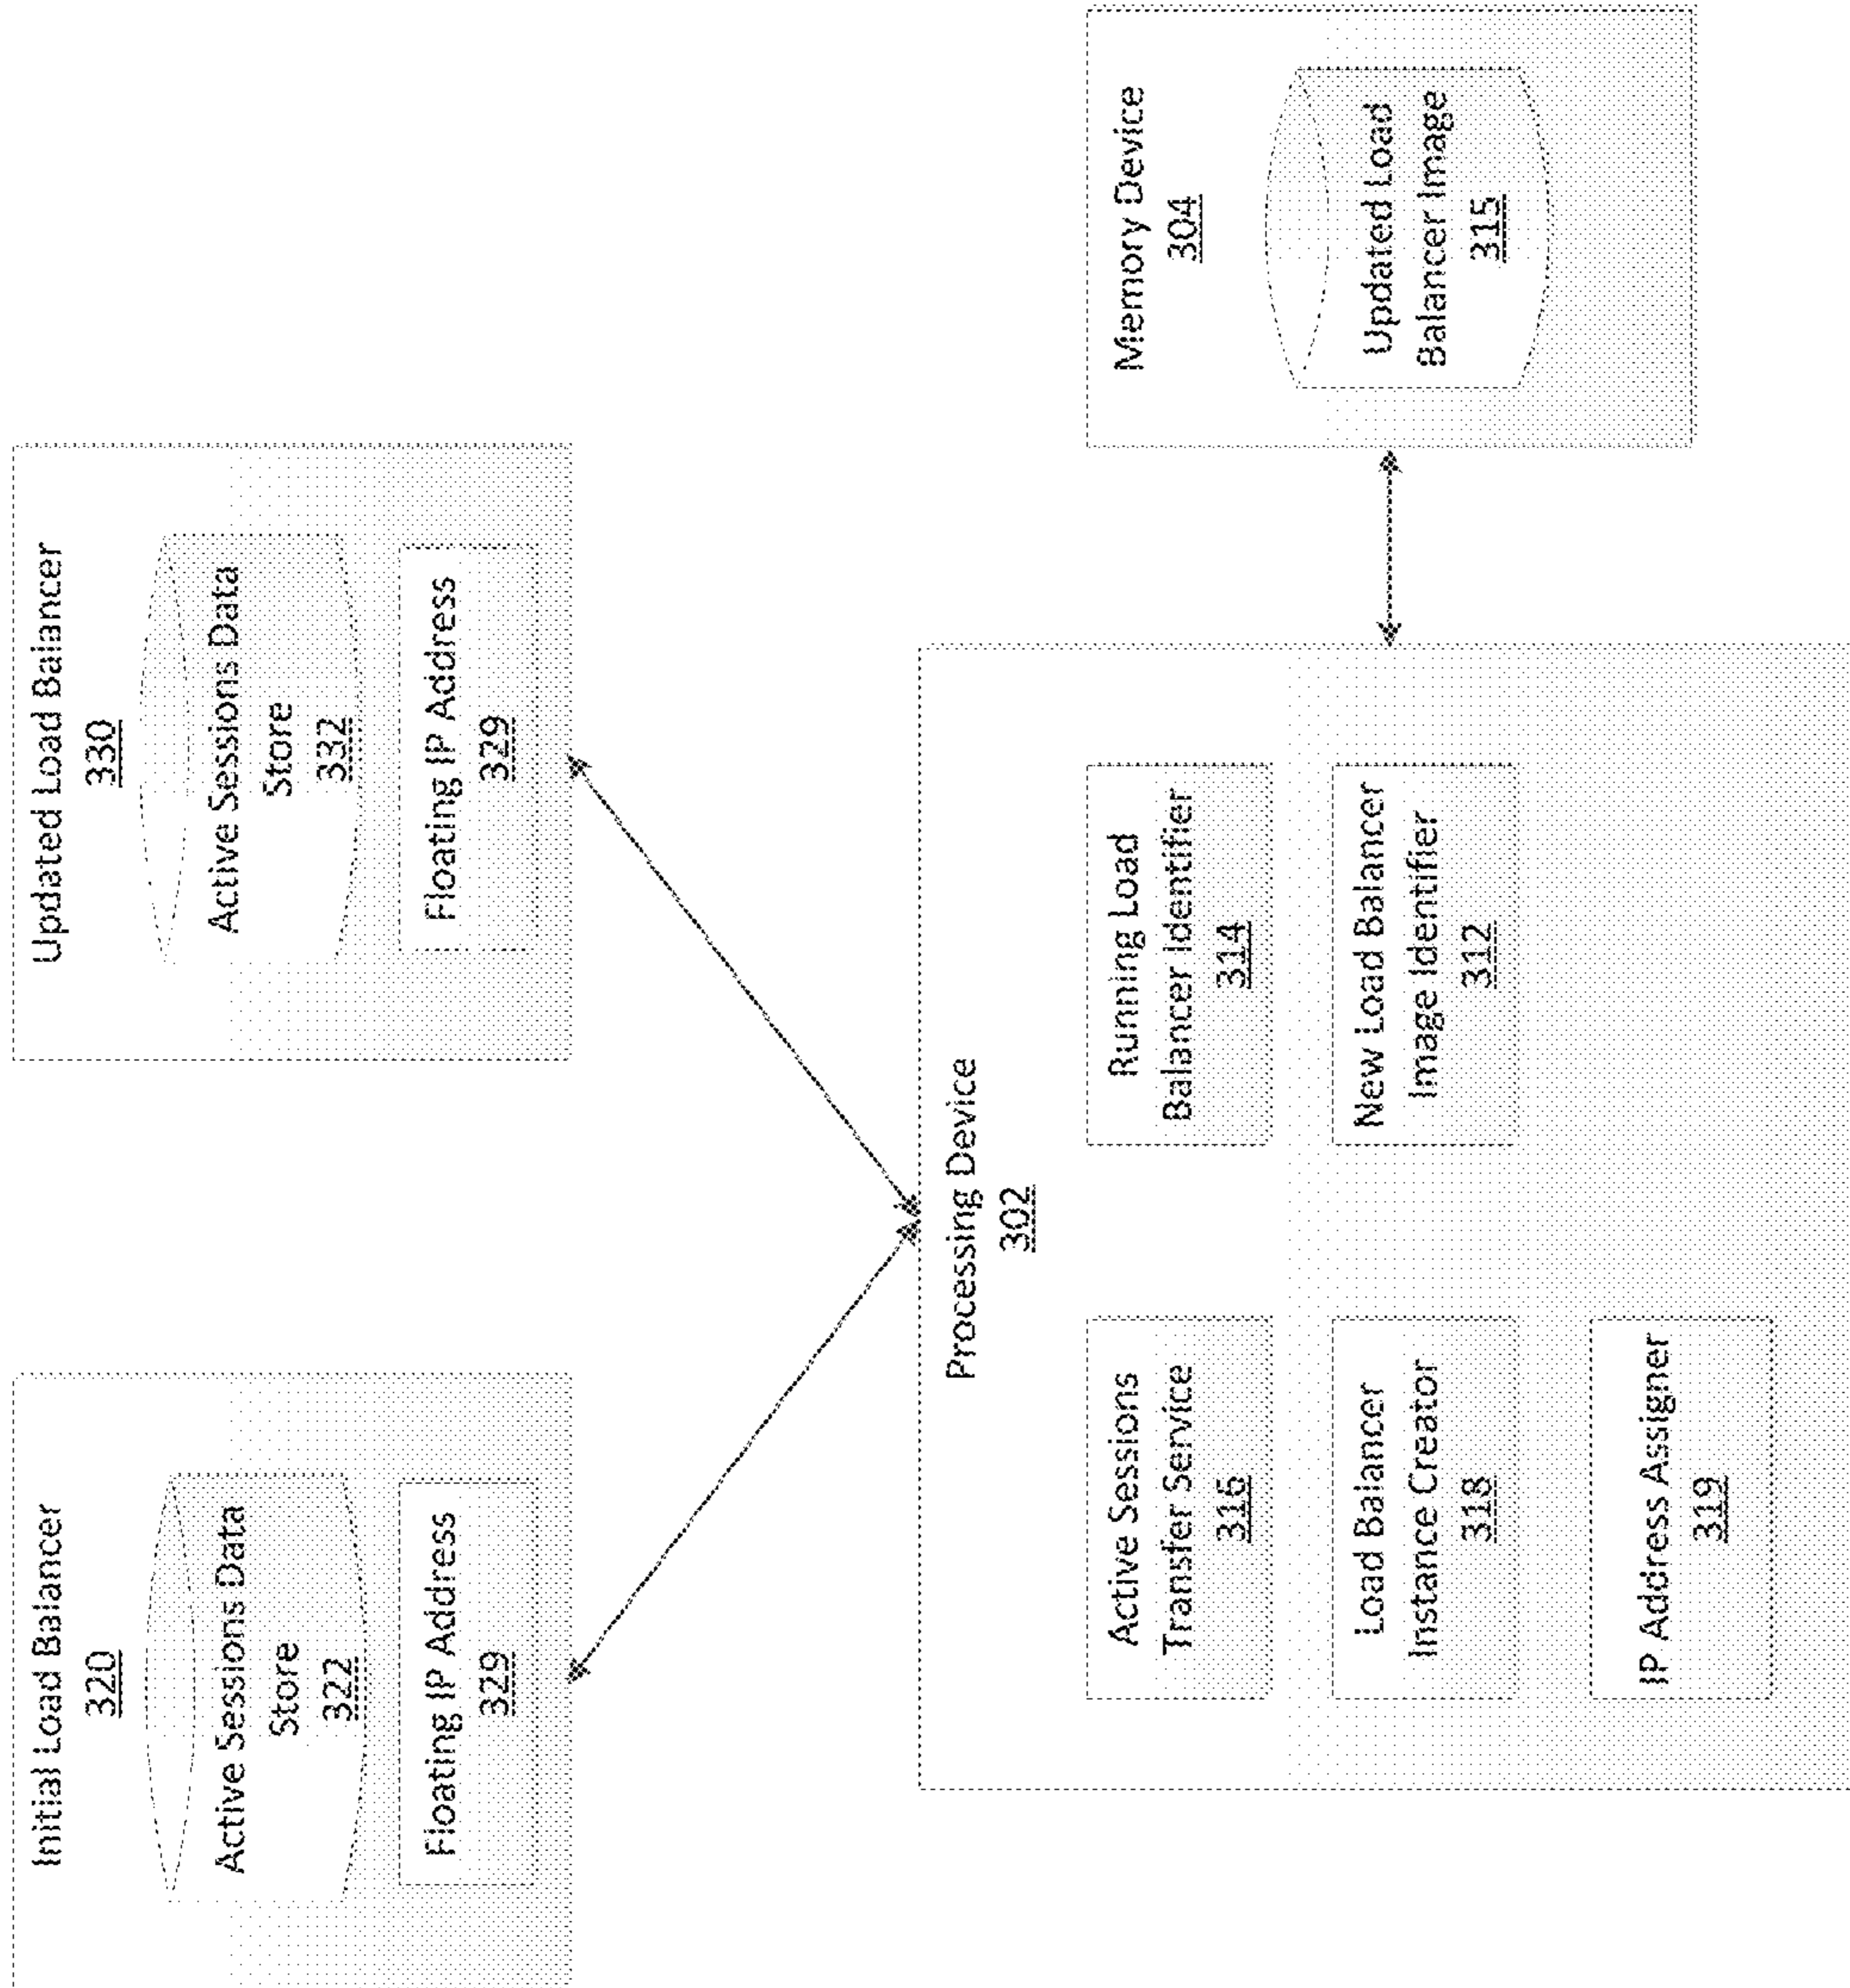 Initial Load Balancer
320
Active Sessions Data
Store
322
Floating IP Address
329
Updated Load Balancer
330
Active Sessions Data
Store
332
Floating IP Address
329
Processing Device
302
Active Sessions
Transfer Service
316
Running Load
Balancer Identifier
314
Load Balancer
Instance Creator
318
New Load Balancer
Image Identifier
312
IP Address Assigner
319
Memory Device
304
Updated Load
Balancer Image
315